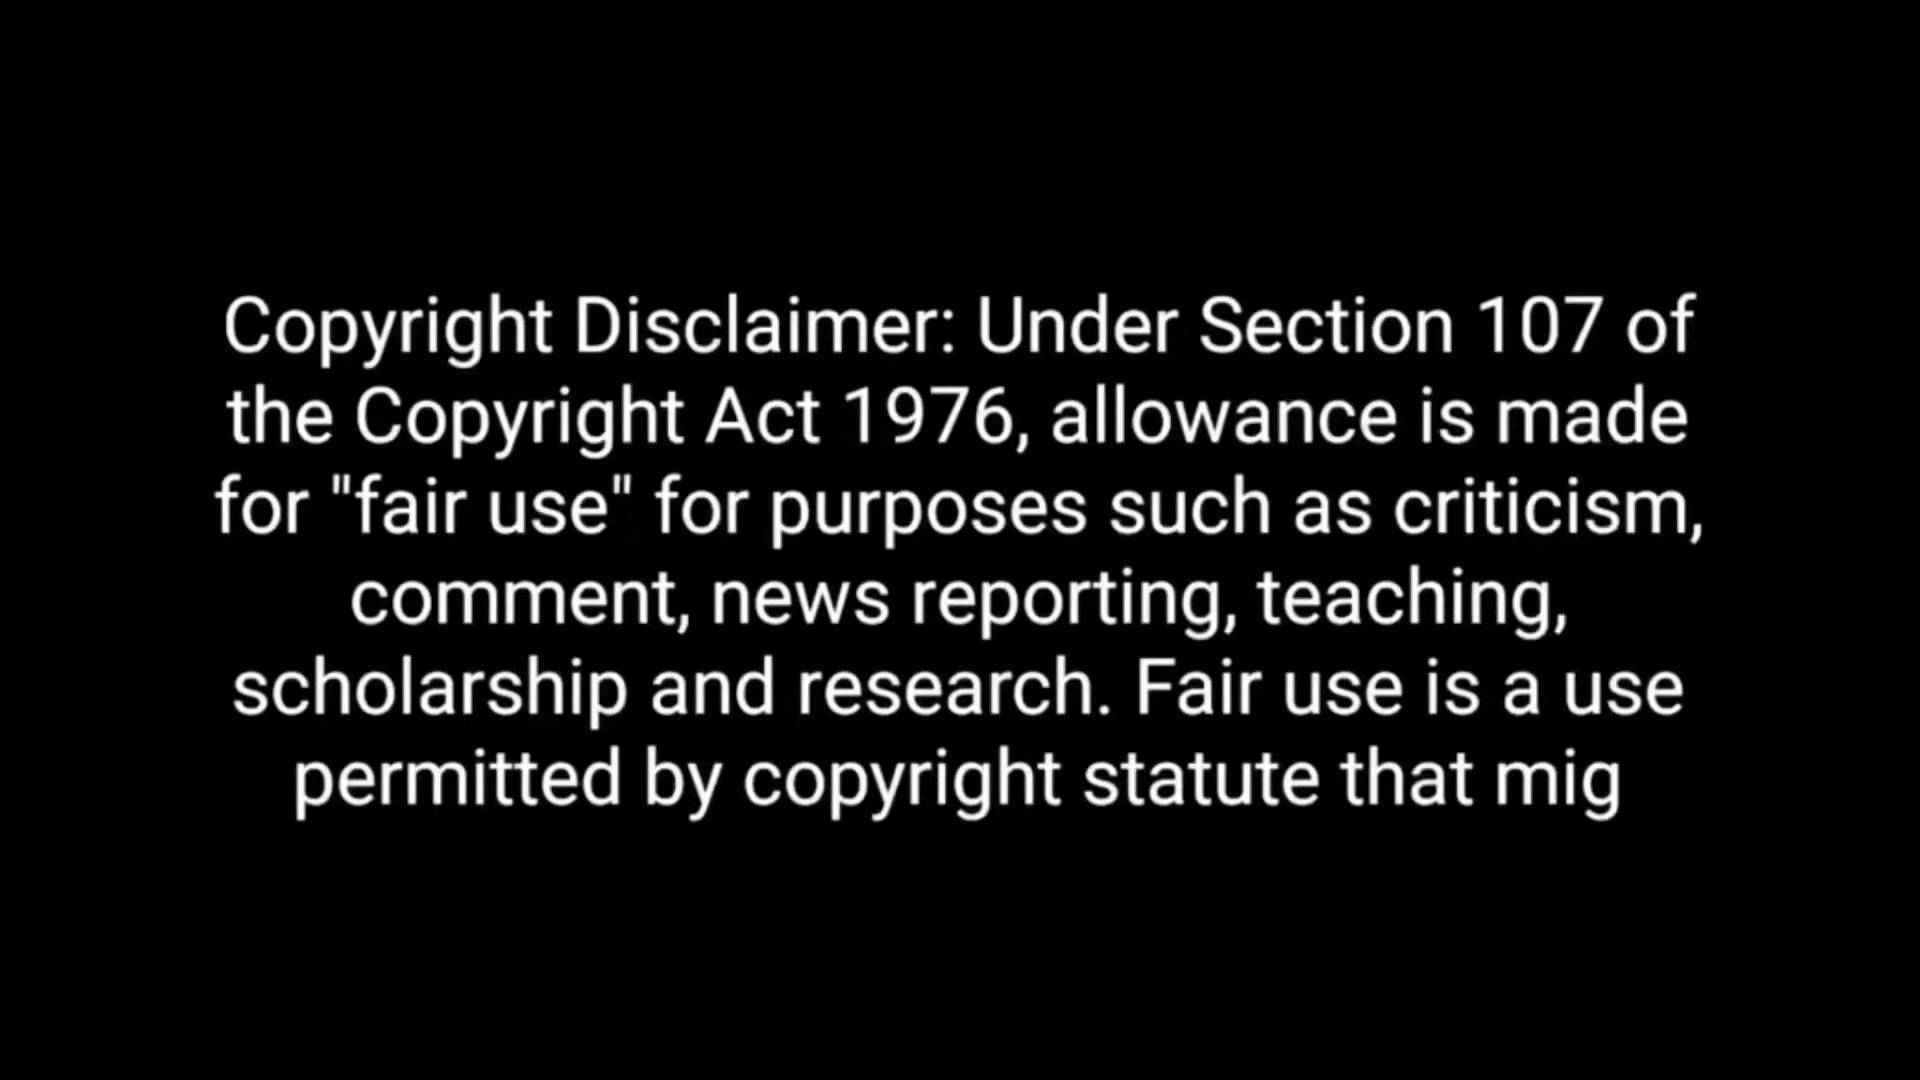 Copyright Disclaimer: Under Section 107 of
the Copyright Act 1976, allowance is made
for "fair use" for purposes such as criticism,
comment, news reporting, teaching,
scholarship and research. Fair use is a use
permitted by copyright statute that mig